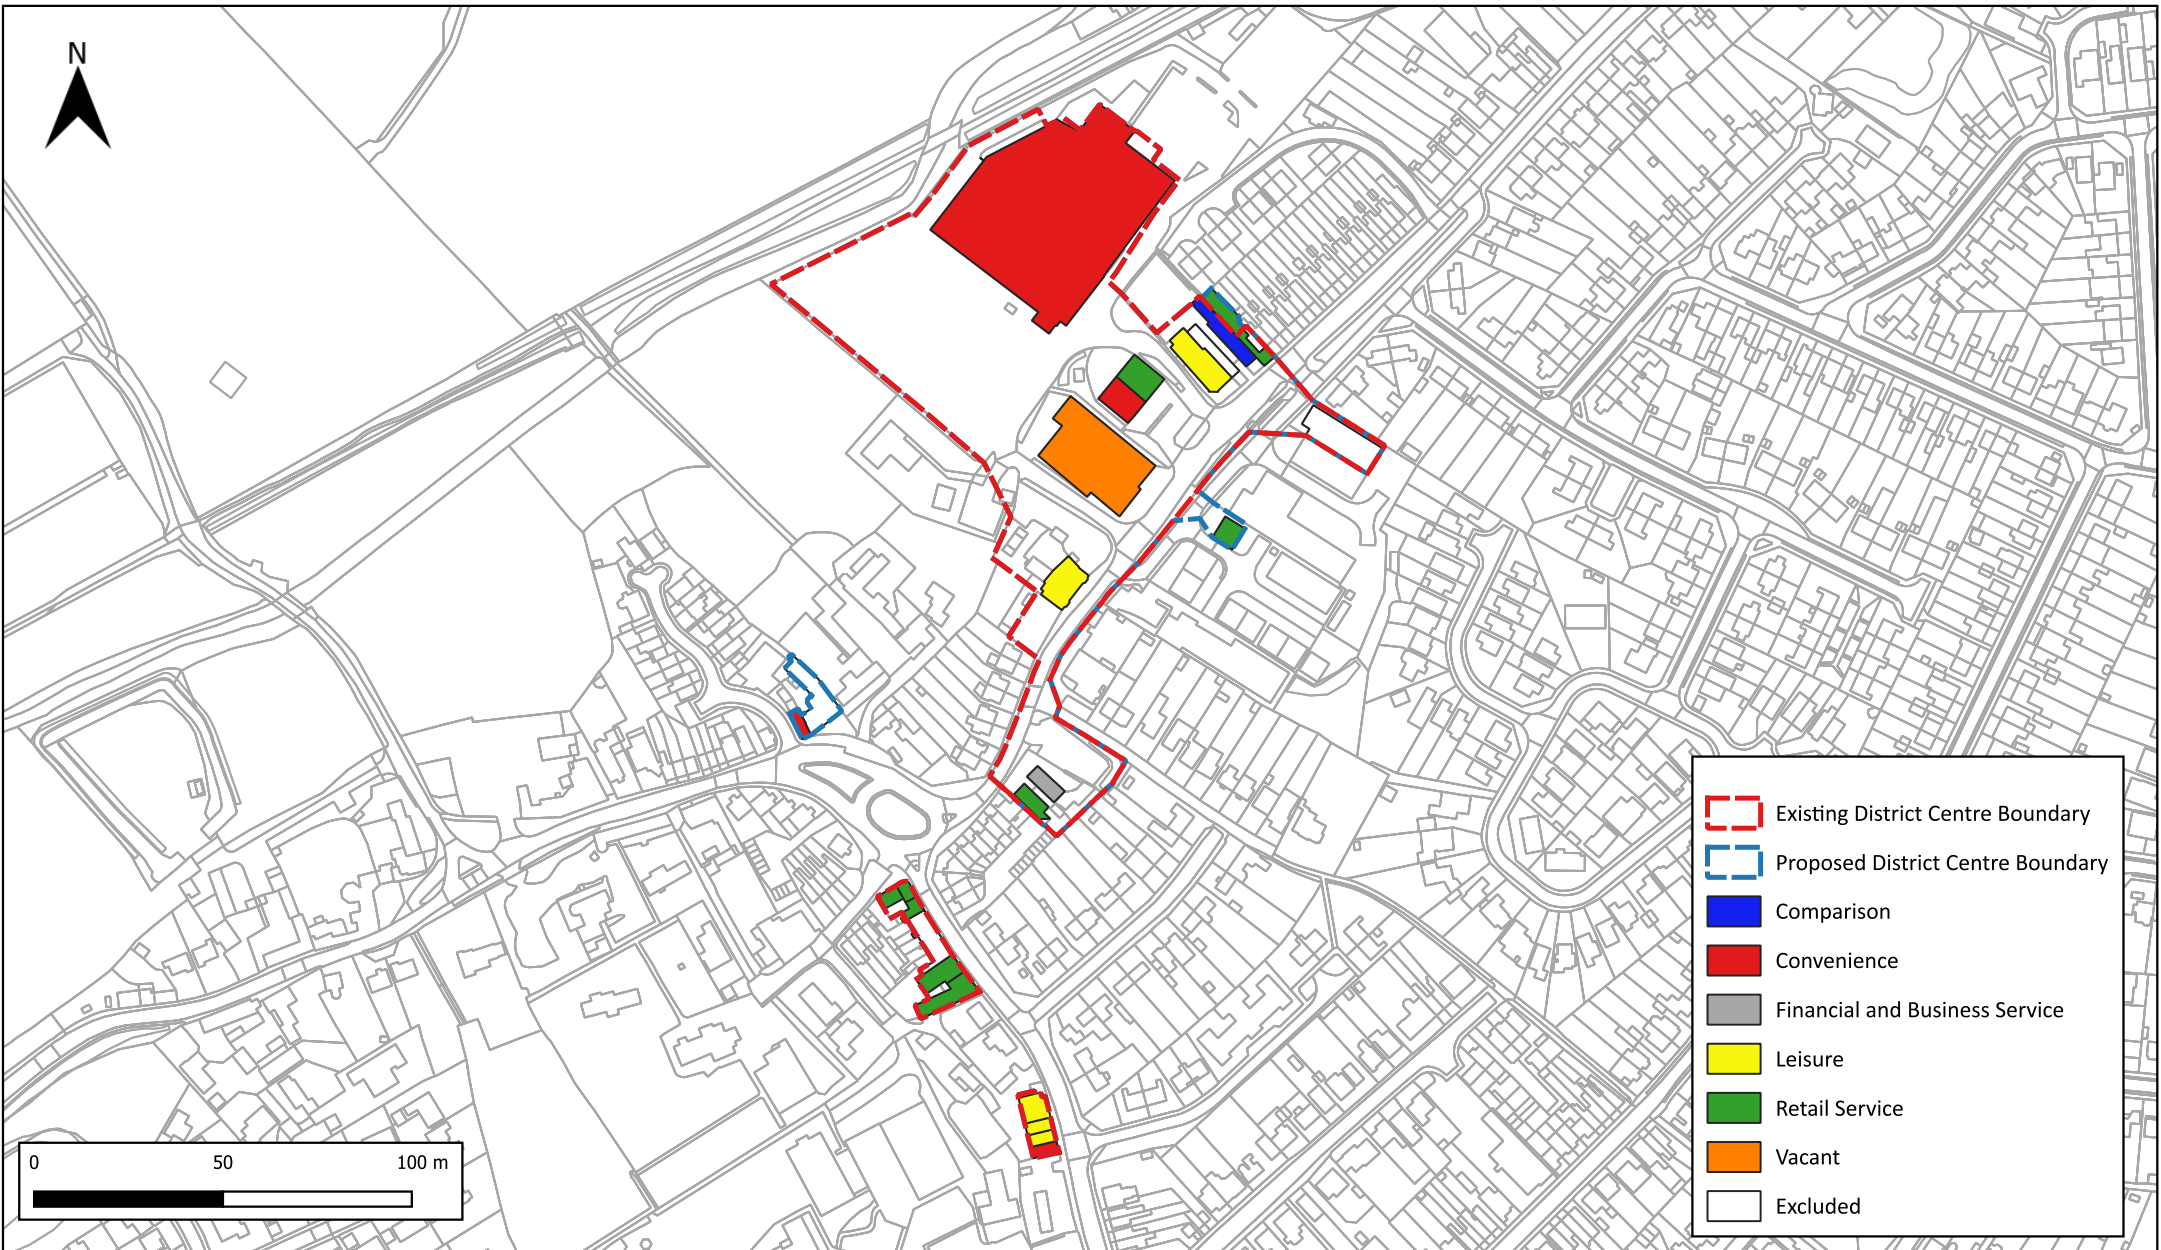 N
Existing District Centre Boundary
Proposed District Centre Boundary
Comparison
Convenience
Financial and Business Service
Leisure
Retail Service
Vacant
Excluded
0 50 100 m